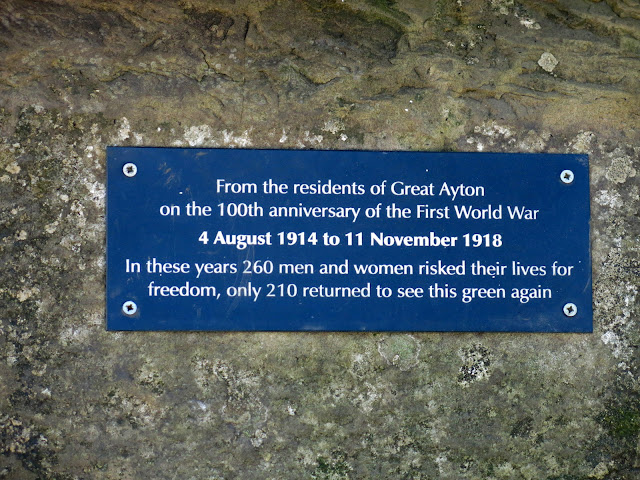 From the residents of Great Ayton
on the 100th anniversary of the First World War
4 August 1914 to 11 November 1918
In these years 260 men and women risked their lives for
freedom, only 210 returned to see this green again